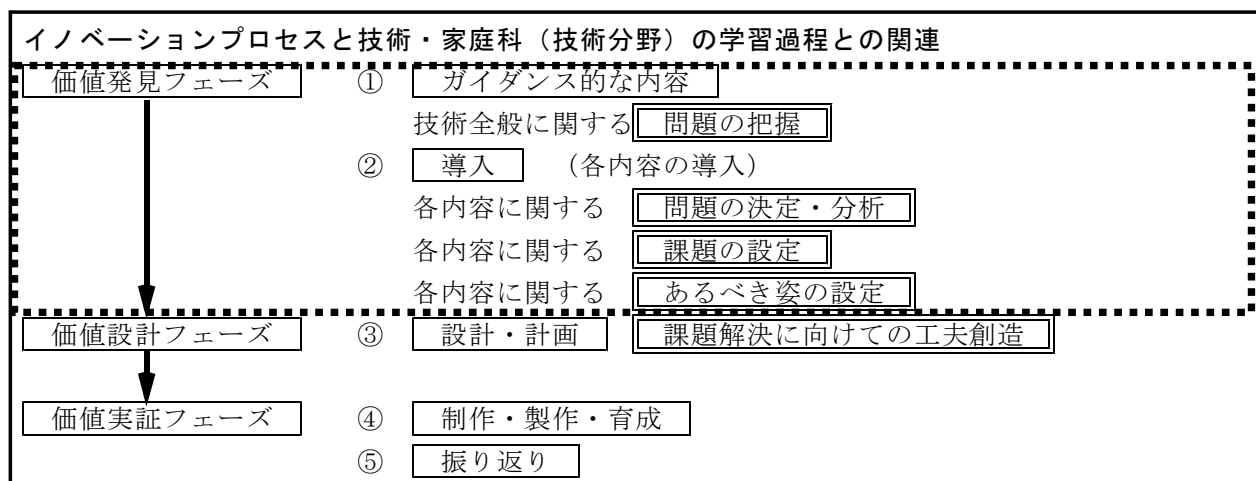 イノベーションプロセスと技術・家庭科（技術分野）の学習過程との関連
価値発見フェーズ ① ガイダンス的な内容
技術全般に関する 問題の把握
② 導入 （各内容の導入）
各内容に関する 問題の決定・分析
各内容に関する 課題の設定
各内容に関する あるべき姿の設定
価値設計フェーズ ③ 設計・計画 課題解決に向けての工夫創造
価値実証フェーズ ④ 制作・製作・育成
⑤ 振り返り